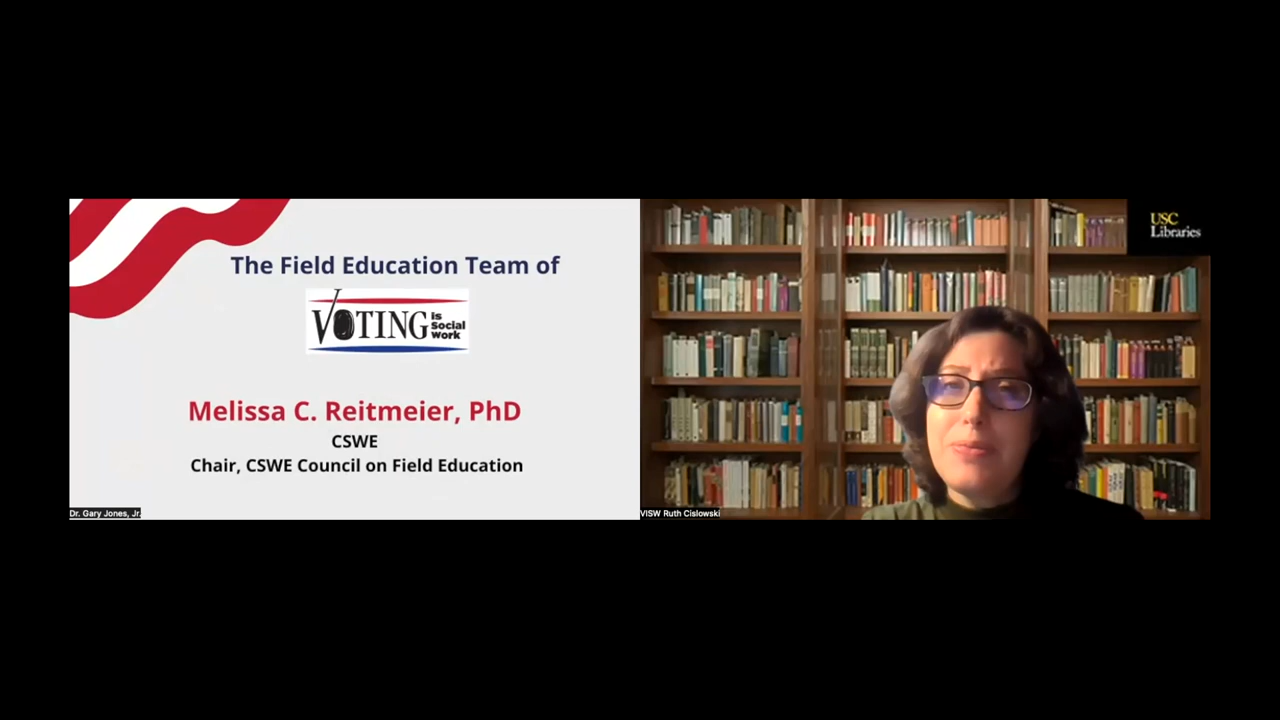 The Field Education Team of
VOTING is Social Work
Melissa C. Reitmeier, PhD
CSWE
Chair, CSWE Council on Field Education
Dr. Gary Jones, Jr.
USC
Libraries
VISW Ruth Cislowski